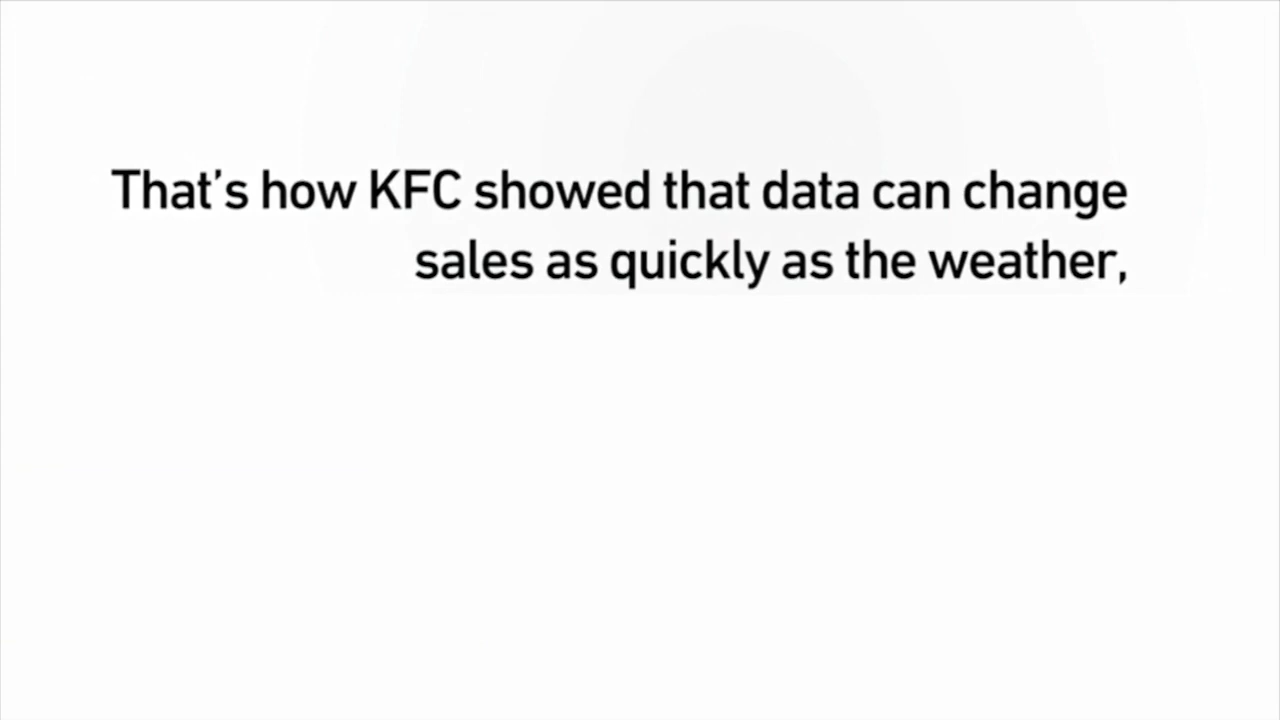 That’s how KFC showed that data can change
sales as quickly as the weather,